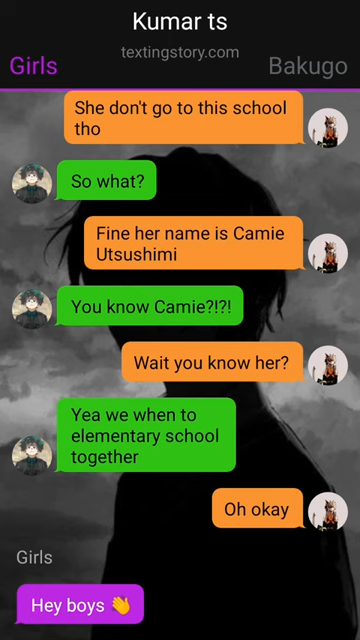 Kumar ts
textingstory.com
Girls
Bakugo
She don't go to this school
tho
So what?
Fine her name is Camie
Utsushimi
You know Camie?!?!
Wait you know her?
Yea we when to
elementary school
together
Oh okay
Girls
Hey boys 👋